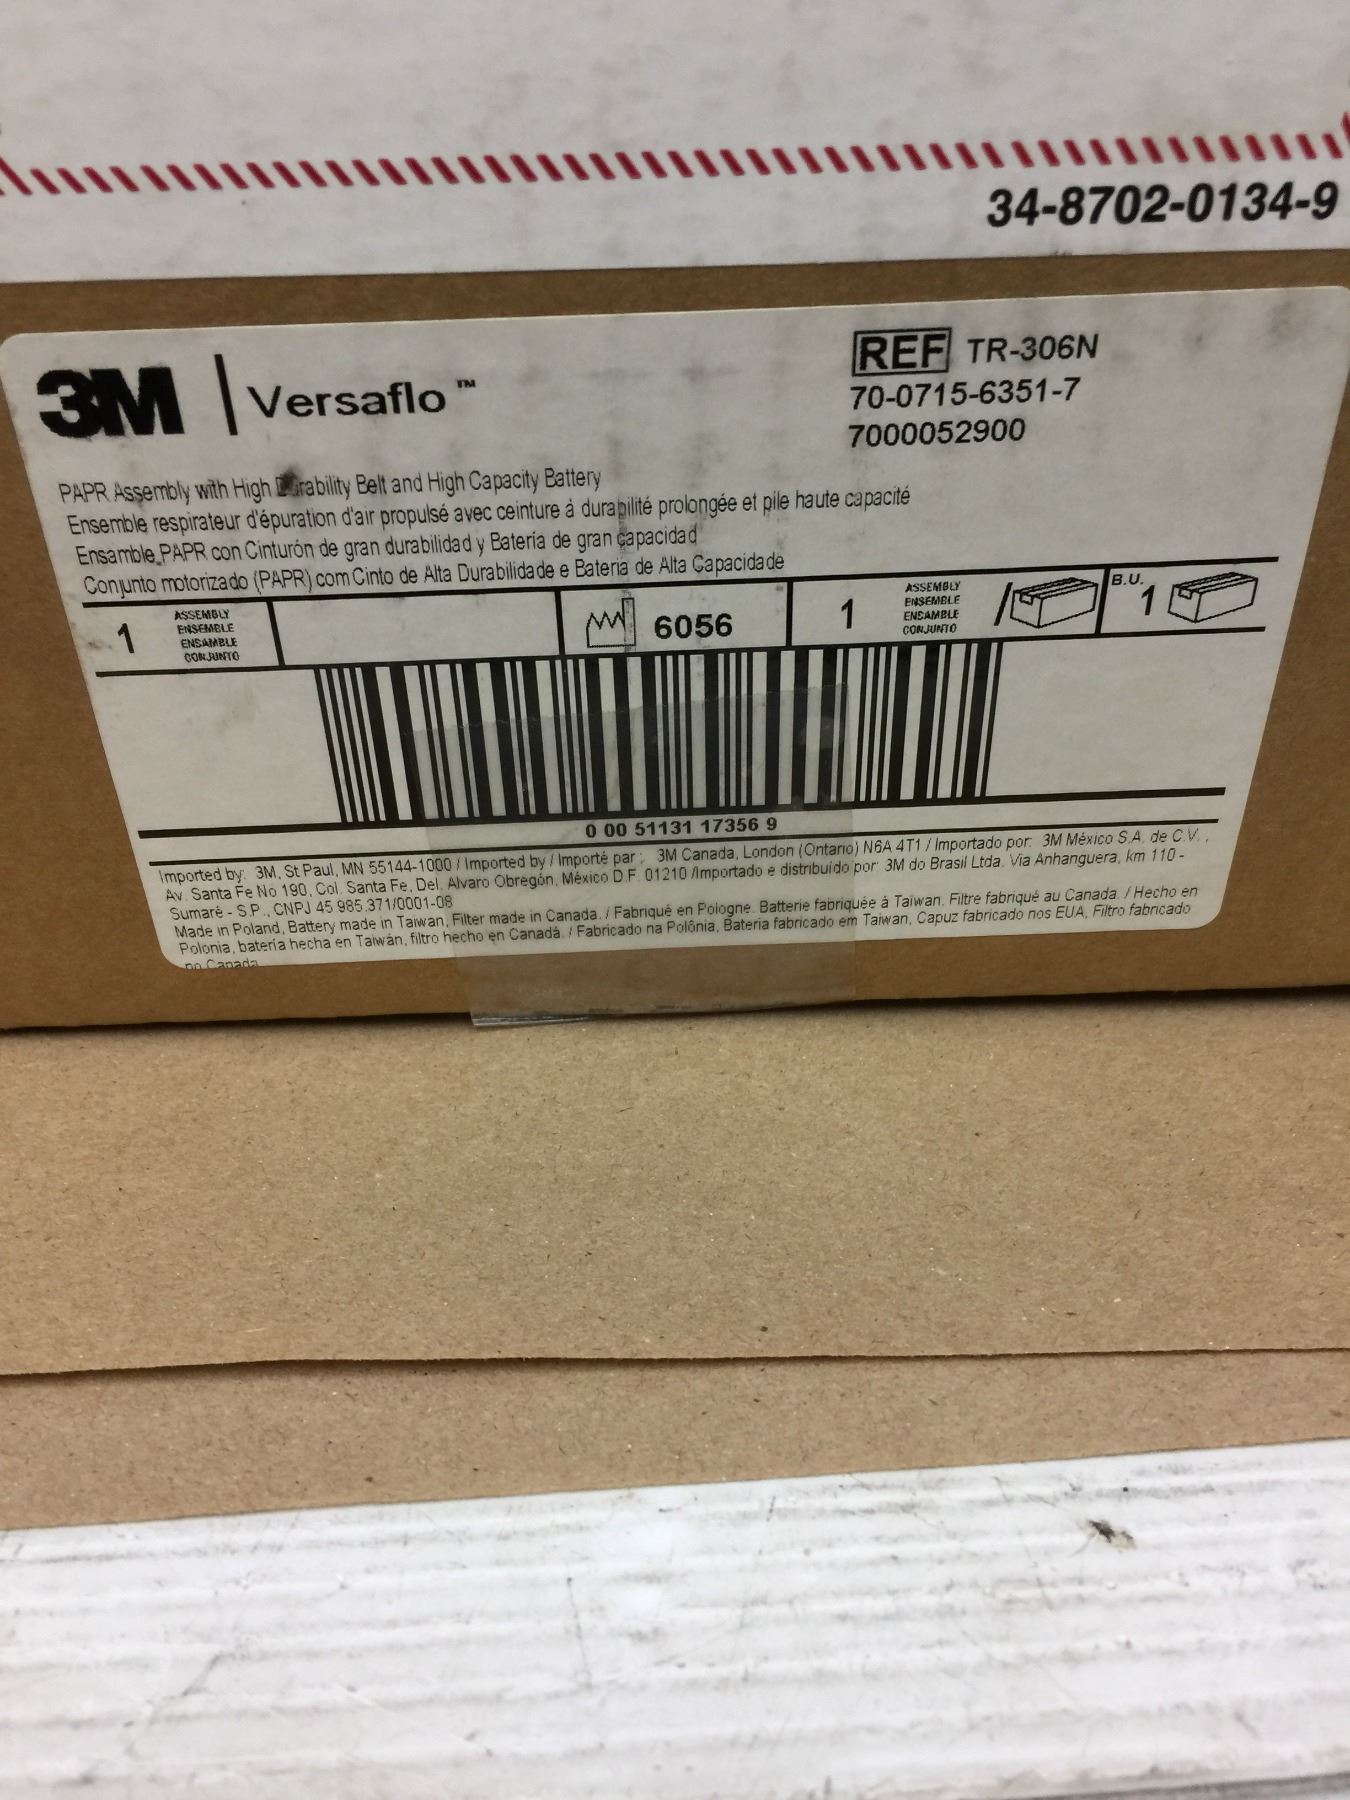 34-8702-0134-9
3M | Versaflo™
REF TR-306N
70-0715-6351-7
7000052900
PAPR Assembly with High Durability Belt and High Capacity Battery
Ensemble respirateur d'épuration d'air propulsé avec ceinture à durabilité prolongée et pile haute capacité
Ensamble PAPR con Cinturón de gran durabilidad y Batería de gran capacidad
Conjunto motorizado (PAPR) com Cinto de Alta Durabilidade e Bateria de Alta Capacidade
1
ASSEMBLY
ENSEMBLE
ENSAMBLE
CONJUNTO
6056
1
ASSEMBLY
ENSEMBLE
ENSAMBLE
CONJUNTO
/
B.U.
1
0 00 51131 17356 9
Imported by: 3M, St Paul, MN 55144-1000 / Imported by / Importé par : 3M Canada, London (Ontario) N6A 4T1 / Importado por: 3M México S.A. de C.V.,
Av. Santa Fe No 190, Col. Santa Fe, Del. Alvaro Obregón, México D.F. 01210 /Importado e distribuído por: 3M do Brasil Ltda. Via Anhanguera, km 110 -
Sumaré - S.P., CNPJ 45.985.371/0001-08
Made in Poland, Battery made in Taiwan, Filter made in Canada. / Fabriqué en Pologne. Batterie fabriquée à Taïwan. Filtre fabriqué au Canada. / Hecho en
Polonia, batería hecha en Taiwán, filtro hecho en Canadá. / Fabricado na Polônia, Bateria fabricado em Taiwan, Capuz fabricado nos EUA, Filtro fabricado
no Canada